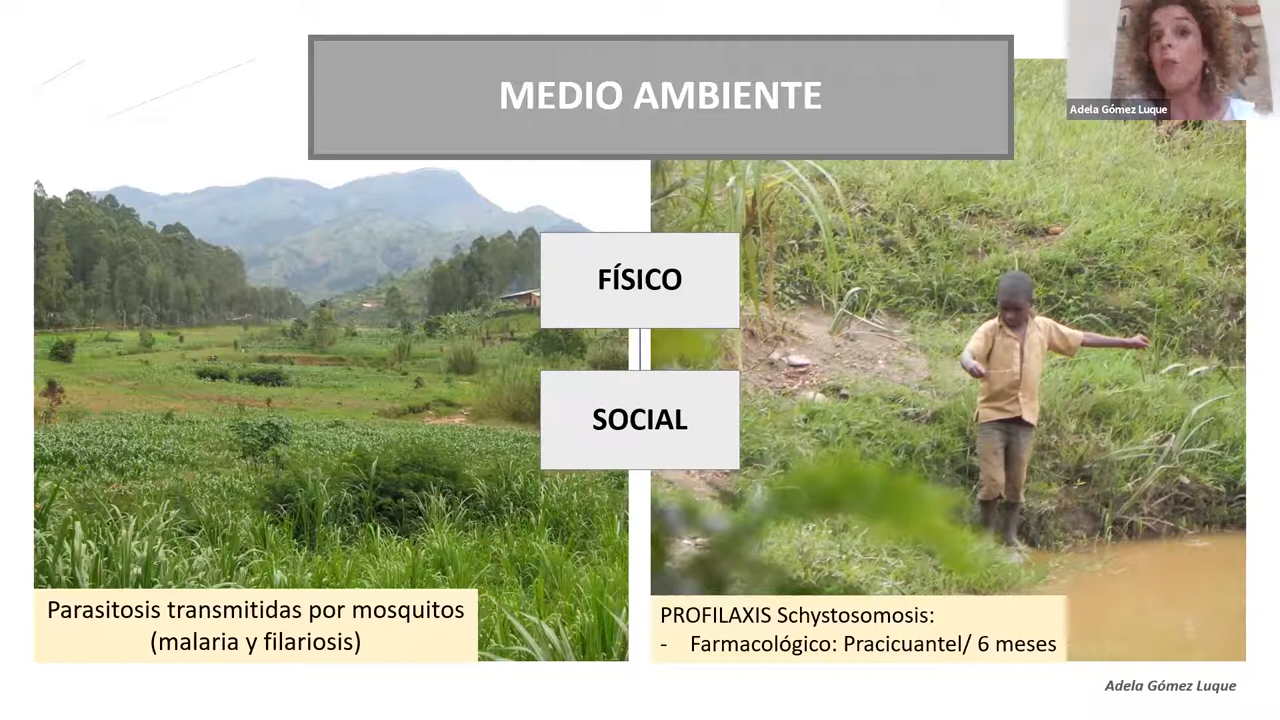 MEDIO AMBIENTE
Adela Gómez Luque
FÍSICO
SOCIAL
Parasitosis transmitidas por mosquitos
(malaria y filariosis)
PROFILAXIS Schystosomosis:
- Farmacológico: Pracicuantel/ 6 meses
Adela Gómez Luque